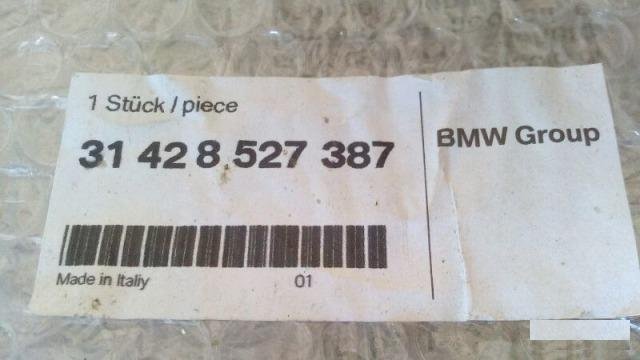 1 Stück / piece
31 42 8 527 387
BMW Group
Made in Italiy
01